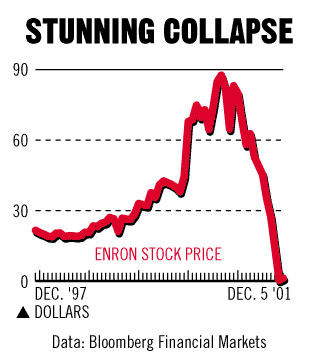 STUNNING COLLAPSE
90
60
30
ENRON STOCK PRICE
0
DEC. '97 DEC. 5 '01
▲ DOLLARS
Data: Bloomberg Financial Markets